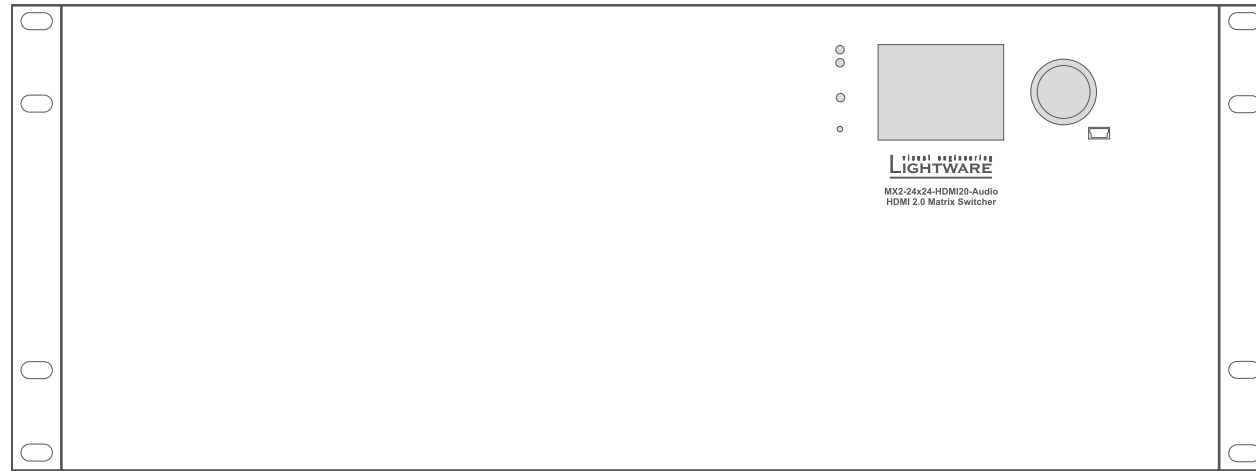 visual engineering
LIGHTWARE
MX2-24x24-HDMI20-Audio
HDMI 2.0 Matrix Switcher